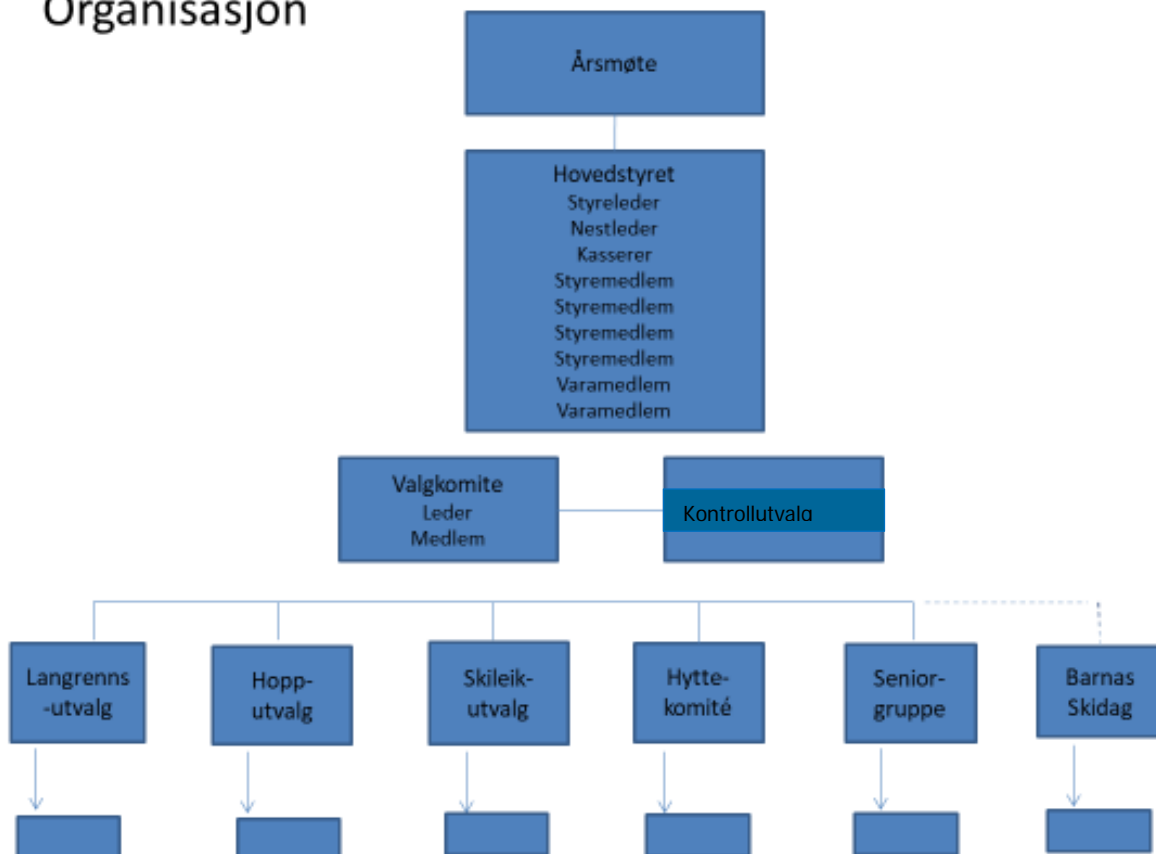 Organisasjon
Årsmøte
Hovedstyret
Styreleder
Nestleder
Kasserer
Styremedlem
Styremedlem
Styremedlem
Styremedlem
Varamedlem
Varamedlem
Valgkomite
Leder
Medlem
Kontrollutvalg
Langrenns
-utvalg
Hopp-
utvalg
Skileik-
utvalg
Hytte-
komité
Senior-
gruppe
Barnas
Skidag